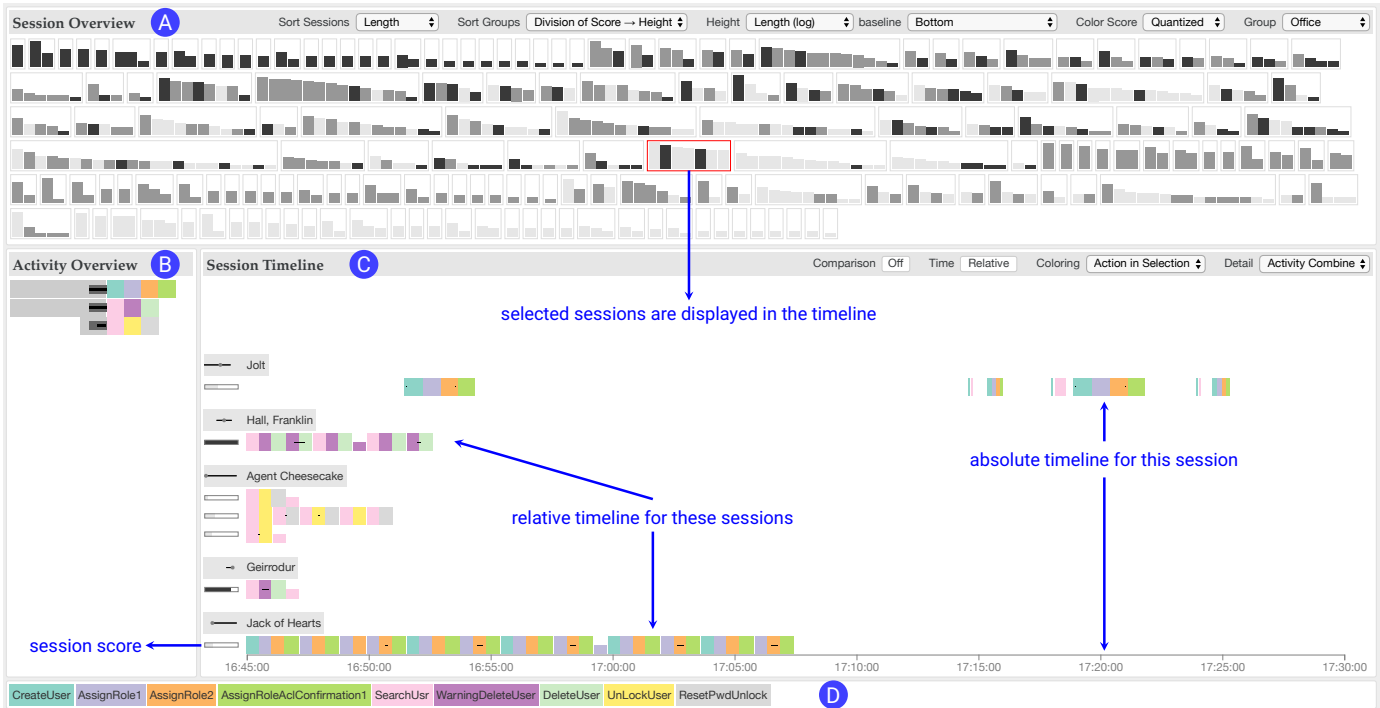 Session Overview A Sort Sessions Length Sort Groups Division of Score → Height Height Length (log) baseline Bottom Color Score Quantized Group Office
Activity Overview B
Session Timeline C Comparison Off Time Relative Coloring Action in Selection Detail Activity Combine
selected sessions are displayed in the timeline
Jolt
Hall, Franklin
absolute timeline for this session
Agent Cheesecake
relative timeline for these sessions
Geirrodur
Jack of Hearts
session score
16:45:00 16:50:00 16:55:00 17:00:00 17:05:00 17:10:00 17:15:00 17:20:00 17:25:00 17:30:00
CreateUser AssignRole1 AssignRole2 AssignRoleAclConfirmation1 SearchUsr WarningDeleteUser DeleteUser UnLockUser ResetPwdUnlock D